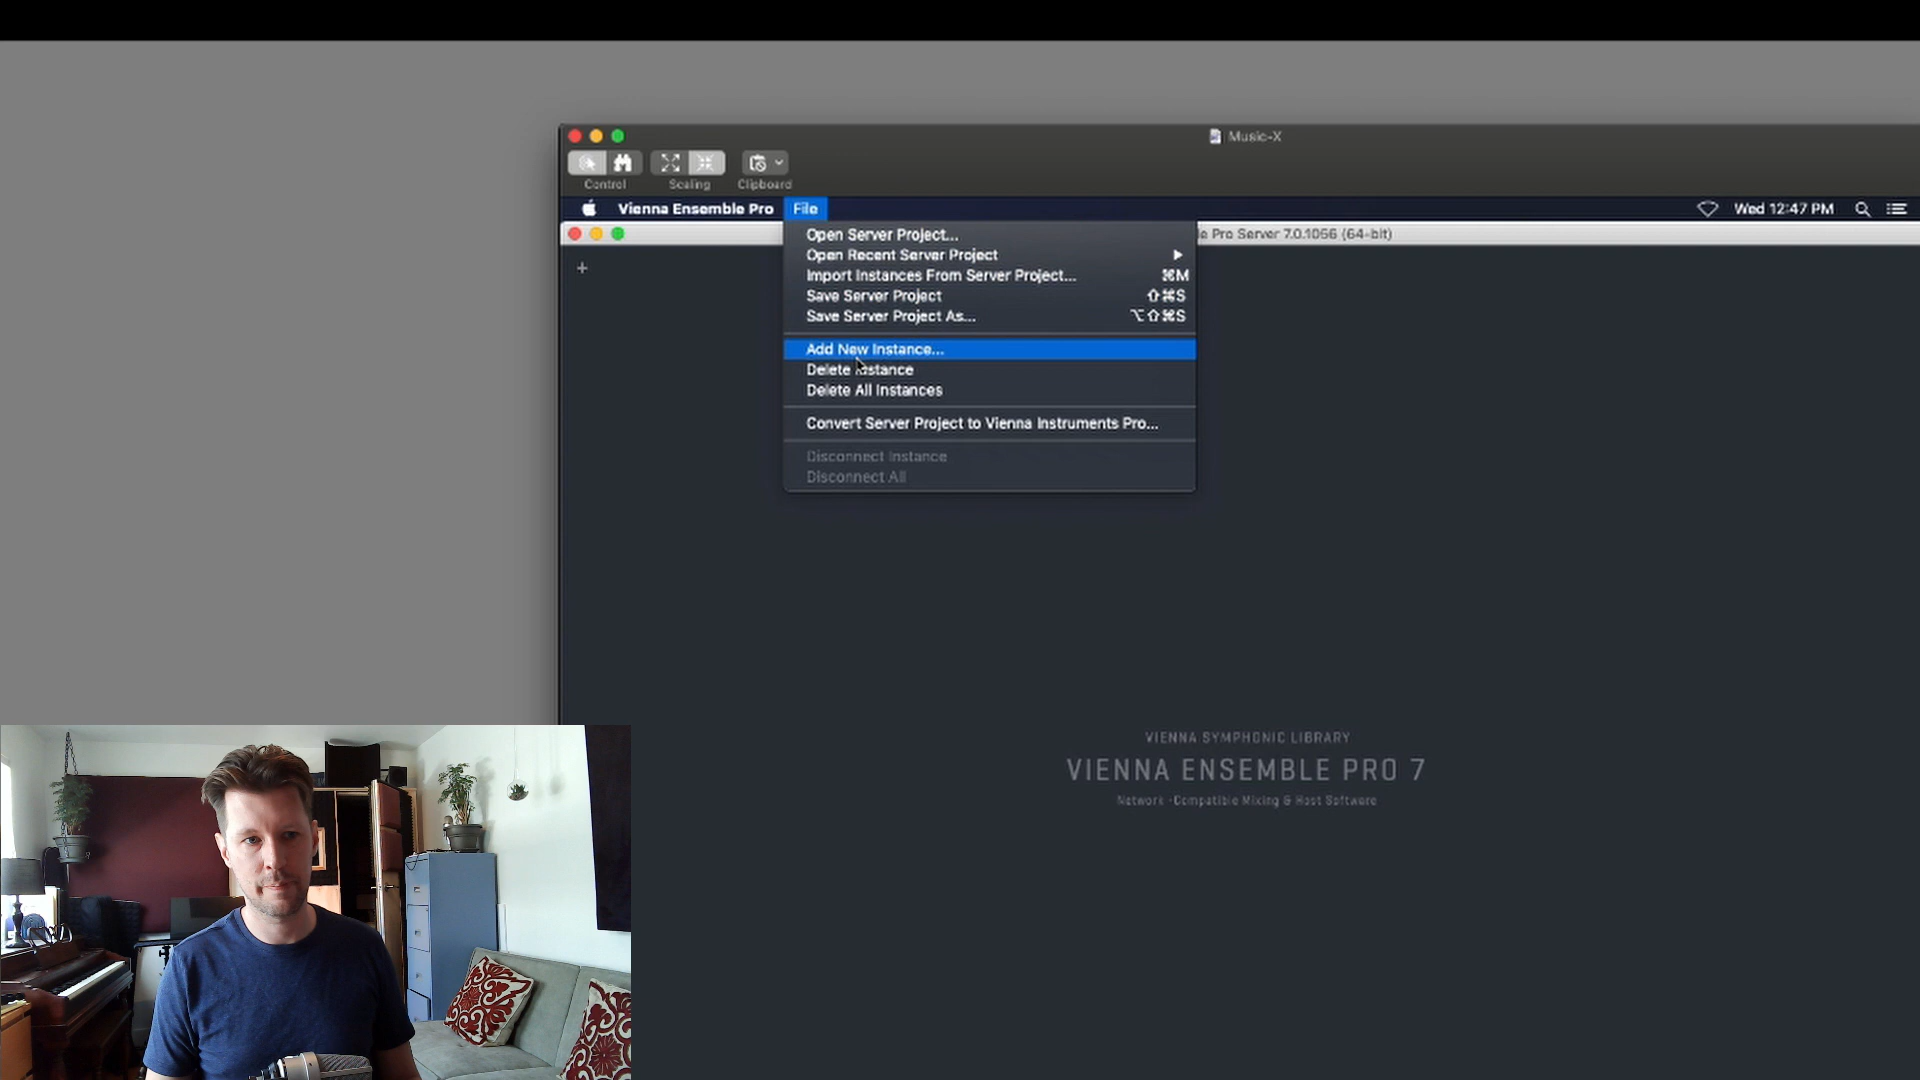 Music-X
Control
Scaling
Clipboard
Vienna Ensemble Pro File
Wed 12:47 PM
Pro Server 7.0.1056 (64-bit)
Open Server Project...
Open Recent Server Project
Import Instances From Server Project... ⌘M
Save Server Project ⇧⌘S
Save Server Project As... ⌥⇧⌘S
Add New Instance...
Delete Instance
Delete All Instances
Convert Server Project to Vienna Instruments Pro...
Disconnect Instance
Disconnect All
VIENNA SYMPHONIC LIBRARY
VIENNA ENSEMBLE PRO 7
Network -Compatible Mixing & Host Software